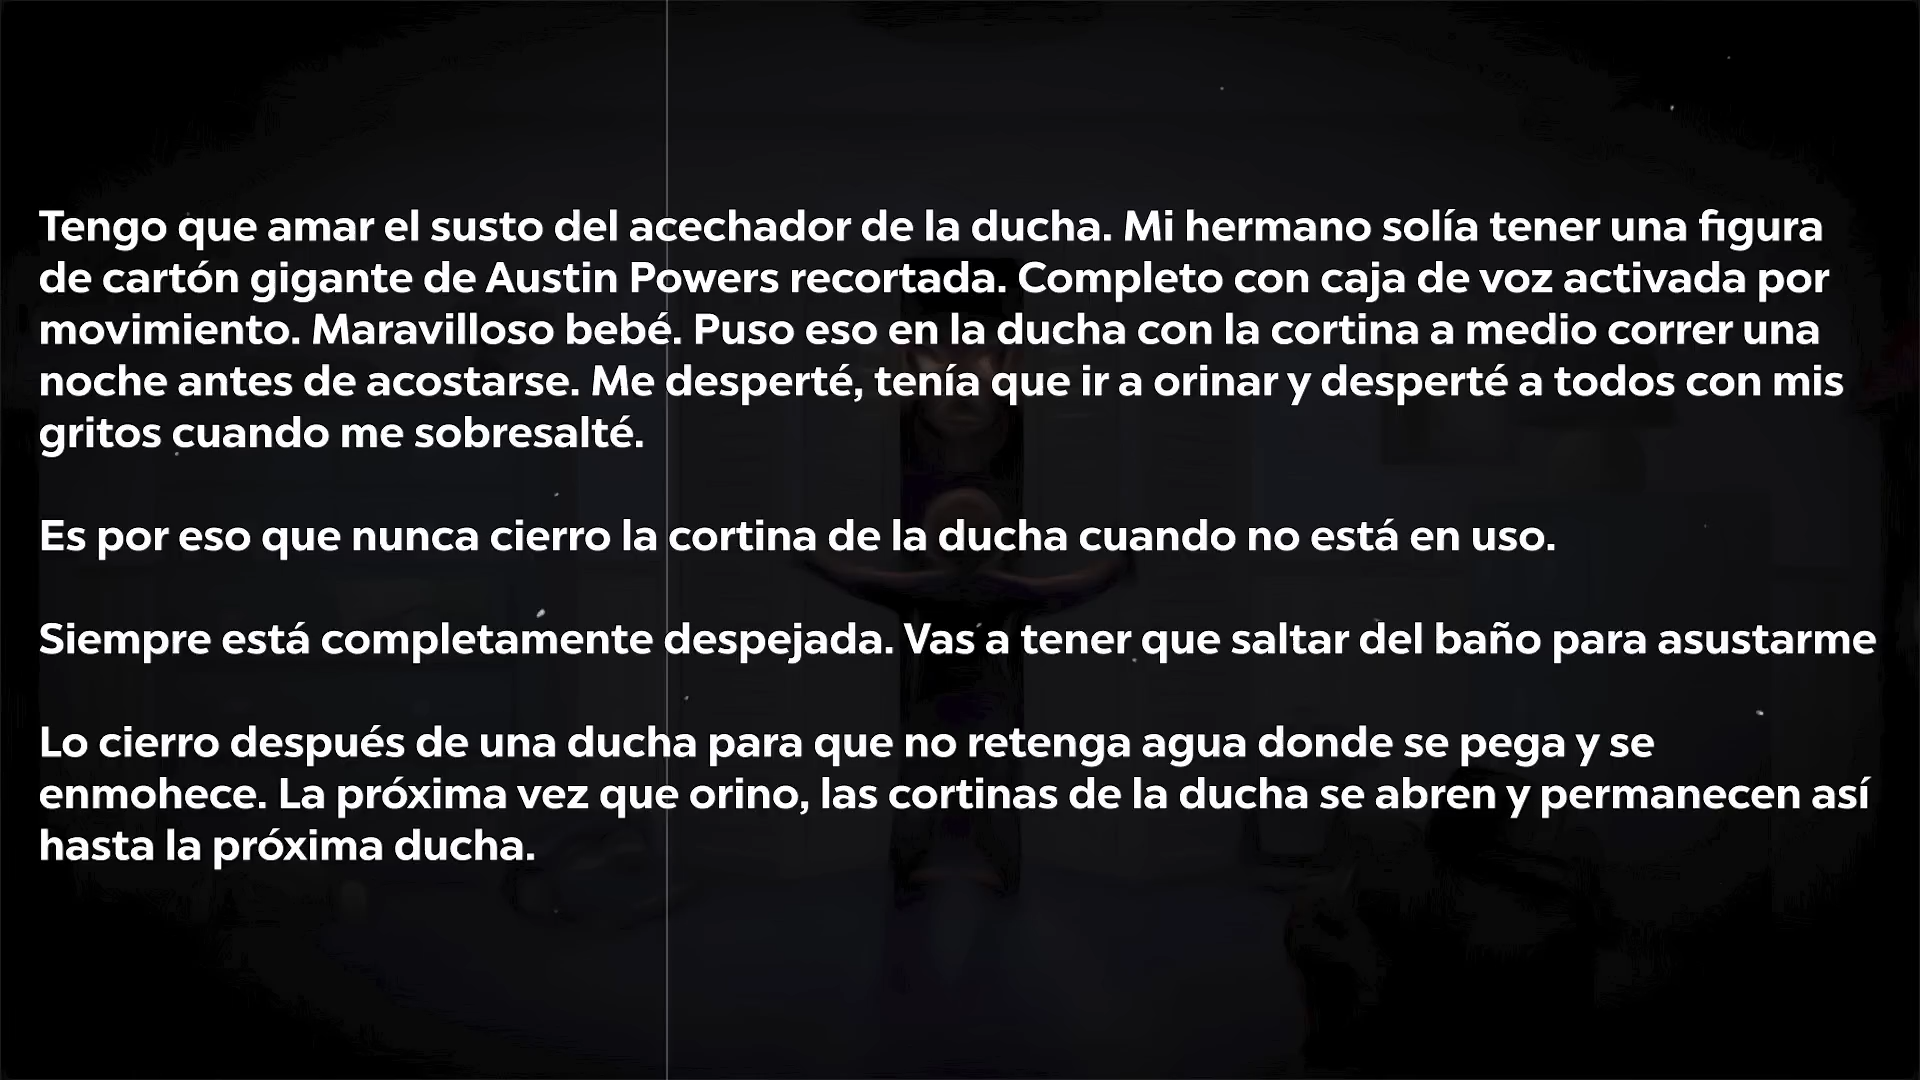 Tengo que amar el susto del acechador de la ducha. Mi hermano solía tener una figura
de cartón gigante de Austin Powers recortada. Completo con caja de voz activada por
movimiento. Maravilloso bebé. Puso eso en la ducha con la cortina a medio correr una
noche antes de acostarse. Me desperté, tenía que ir a orinar y desperté a todos con mis
gritos cuando me sobresalté.
Es por eso que nunca cierro la cortina de la ducha cuando no está en uso.
Siempre está completamente despejada. Vas a tener que saltar del baño para asustarme
Lo cierro después de una ducha para que no retenga agua donde se pega y se
enmohece. La próxima vez que orino, las cortinas de la ducha se abren y permanecen así
hasta la próxima ducha.